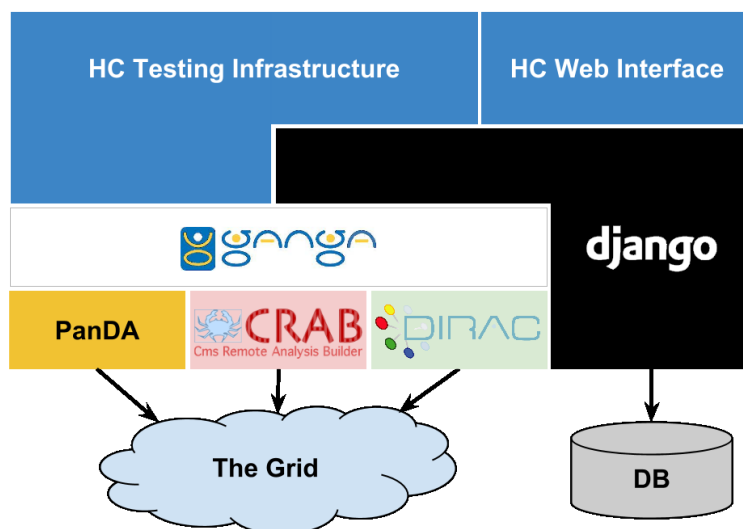 HC Testing Infrastructure
HC Web Interface
django
ganga
PanDA
CRAB
Cms Remote Analysis Builder
DIRAC
The Grid
DB